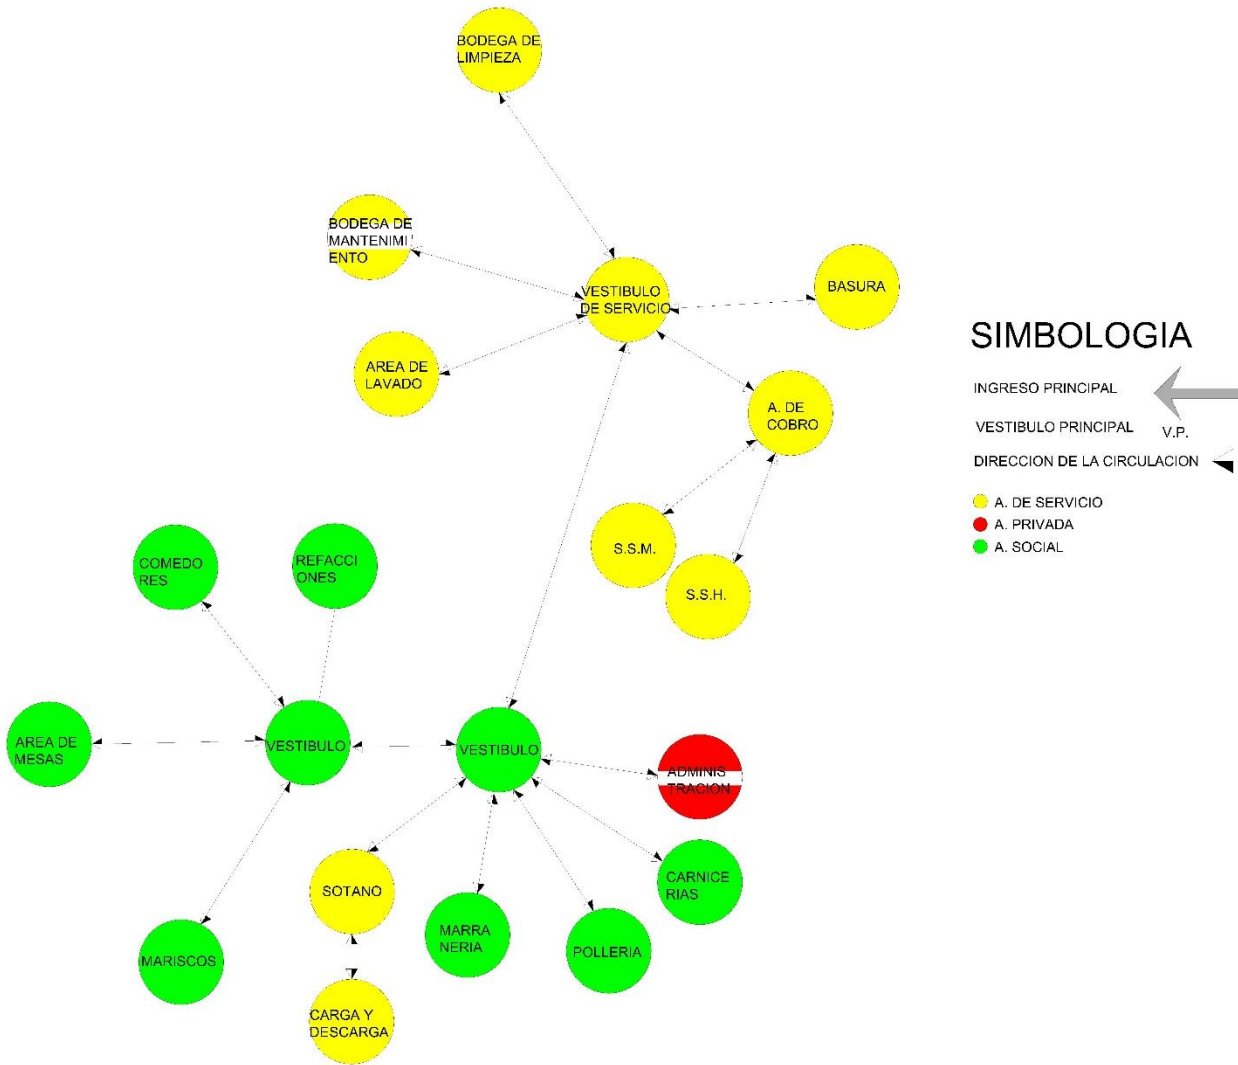 BODEGA DE
LIMPIEZA
BODEGA DE
MANTENIMI
ENTO
VESTIBULO
DE SERVICIO
BASURA
AREA DE
LAVADO
A. DE
COBRO
S.S.M.
S.S.H.
SIMBOLOGIA
INGRESO PRINCIPAL
VESTIBULO PRINCIPAL V.P.
DIRECCION DE LA CIRCULACION
A. DE SERVICIO
A. PRIVADA
A. SOCIAL
COMEDO
RES
REFACCI
ONES
AREA DE
MESAS
VESTIBULO
VESTIBULO
ADMINIS
TRACION
SOTANO
CARNICE
RIAS
MARRA
NERIA
POLLERIA
MARISCOS
CARGA Y
DESCARGA